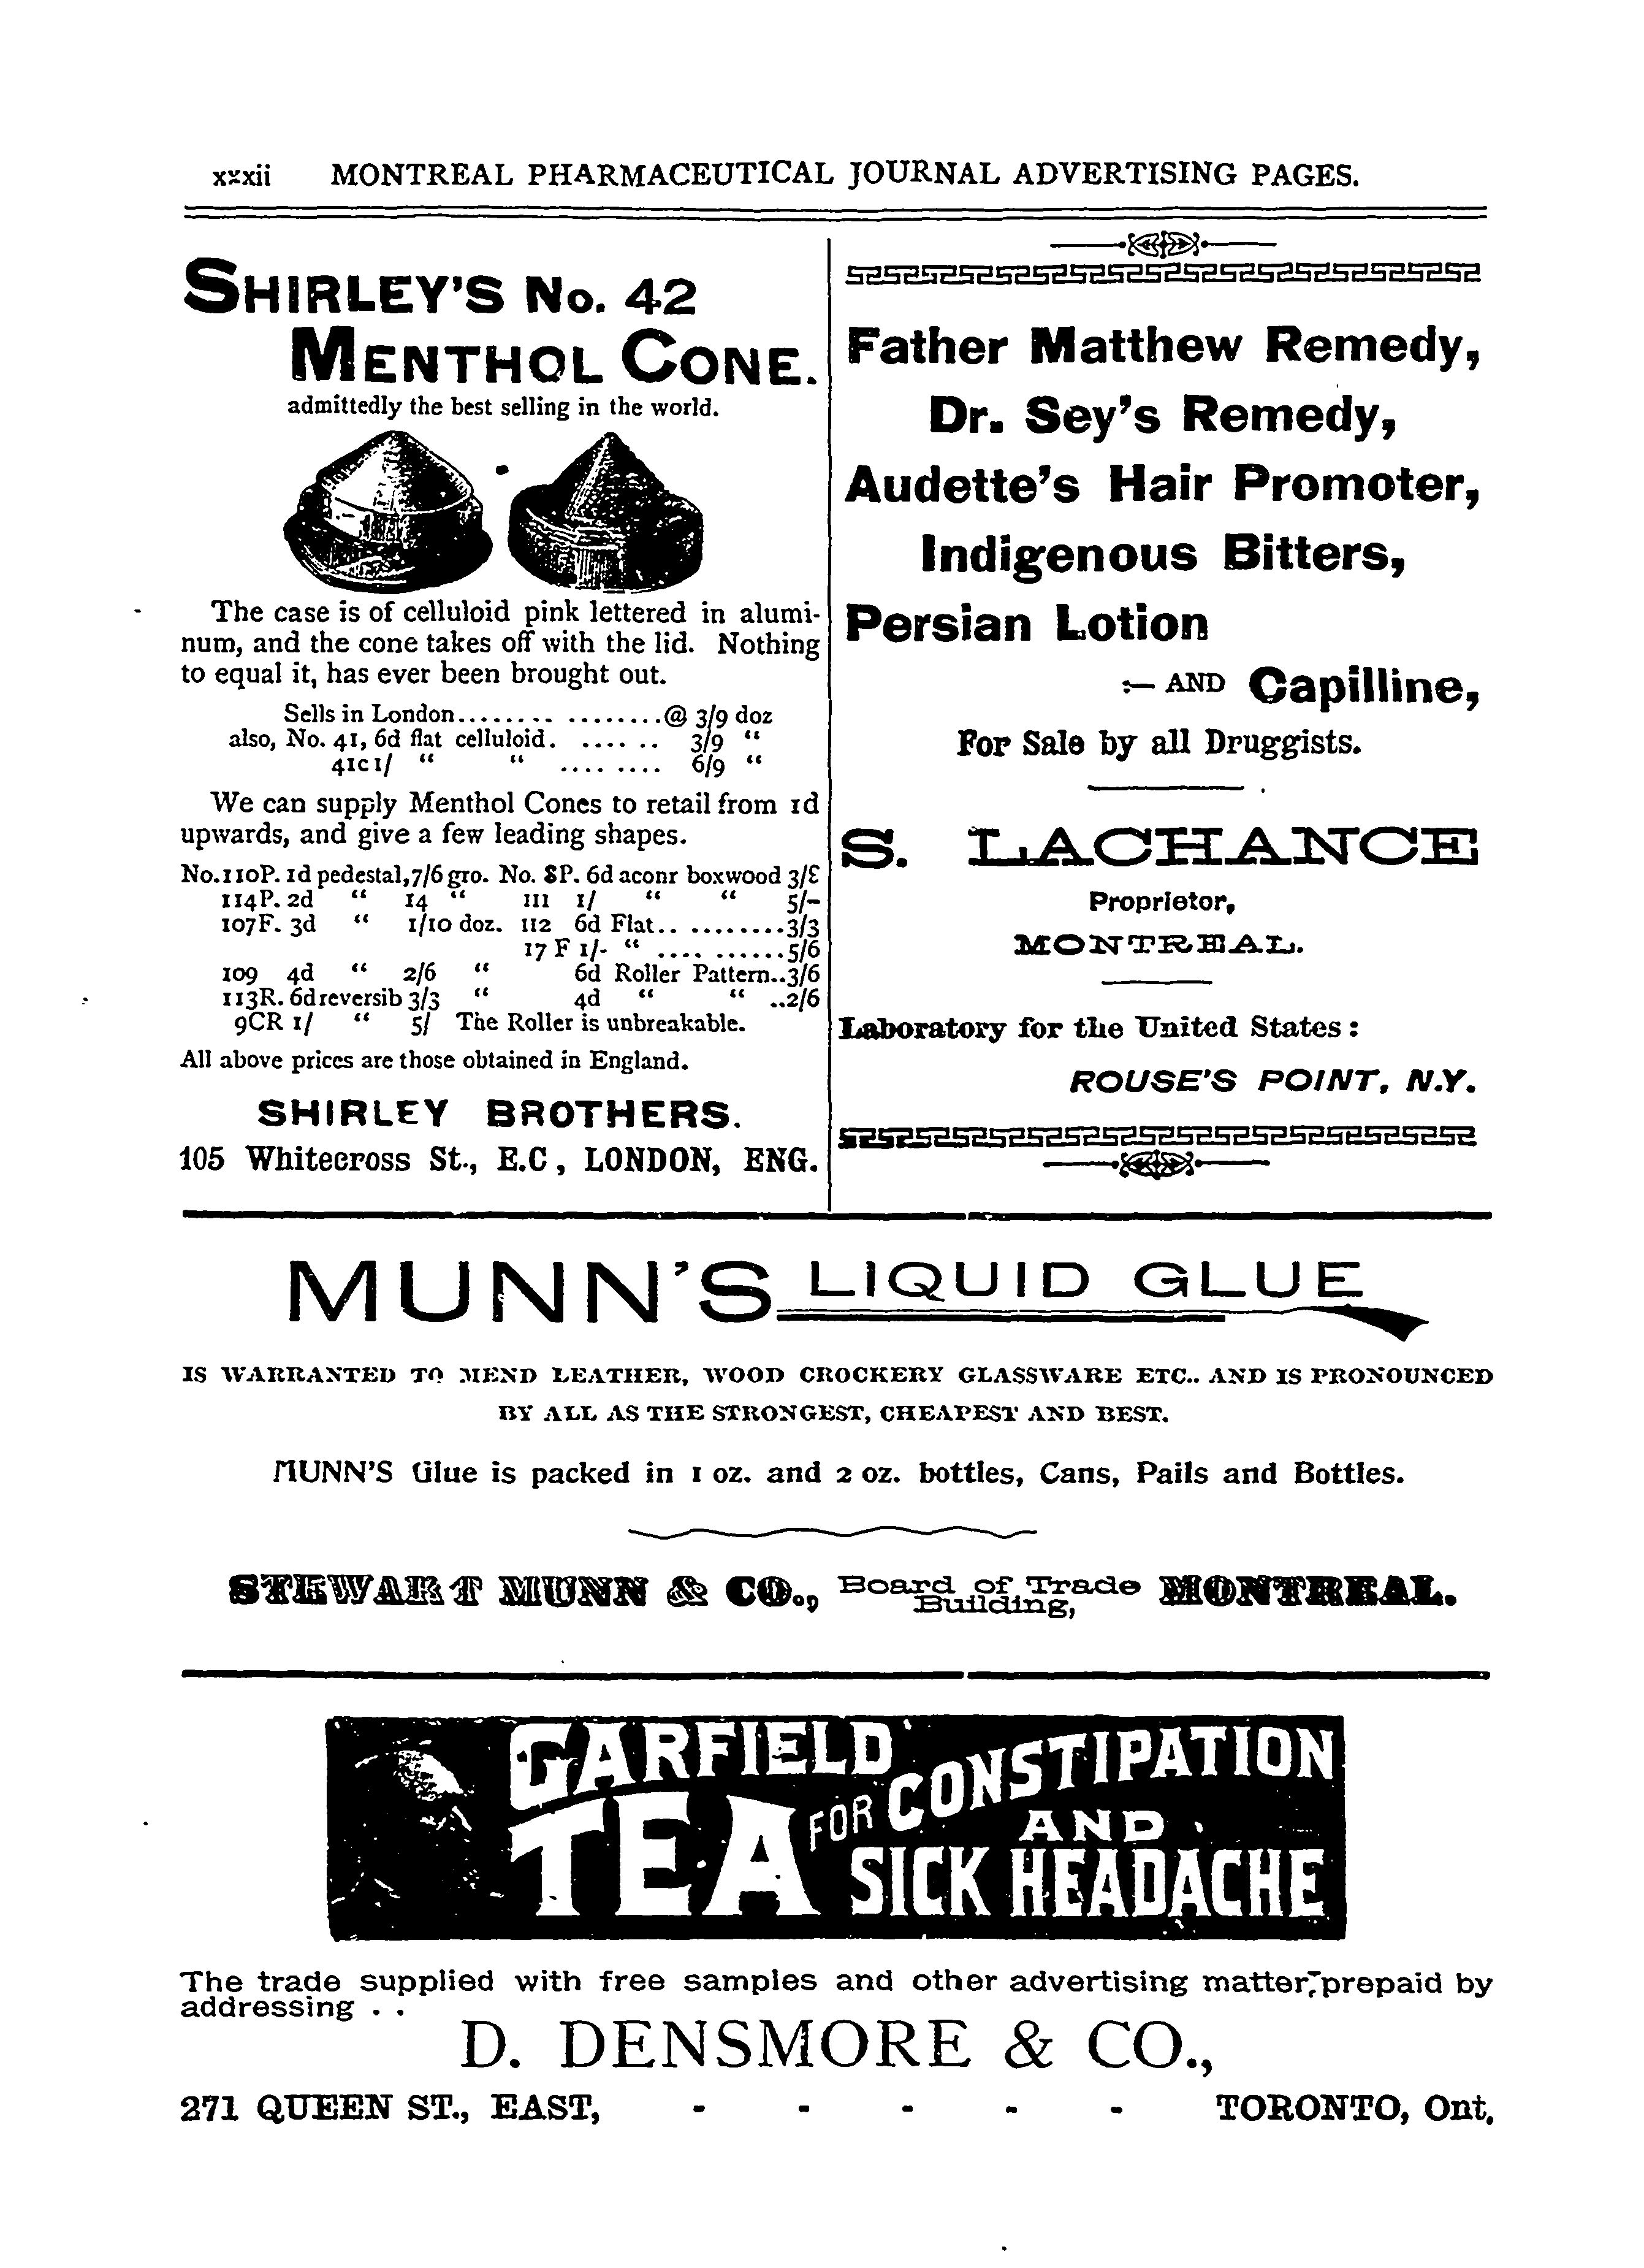 xxxii MONTREAL PHARMACEUTICAL JOURNAL ADVERTISING PAGES.
SHIRLEY'S No. 42
MENTHOL CONE.
admittedly the best selling in the world.
The case is of celluloid pink lettered in alumi-
num, and the cone takes off with the lid. Nothing
to equal it, has ever been brought out.
Sells in London........ ........@ 3/9 doz
also, No. 41, 6d flat celluloid. .... .. 3/9 "
41c 1/ " " .... .... 6/9 "
We can supply Menthol Cones to retail from 1d
upwards, and give a few leading shapes.
No. 110P. 1d pedestal, 7/6 gro. No. 8P. 6d aconr boxwood
114P. 2d " 14 " 111 1/ " " 5/-
107F. 3d " 1/10 doz. 112 6d Flat.. ........3/3
17 F 1/- " .... ......5/6
109 4d " 2/6 " 6d Roller Pattern..3/6
113R. 6d reversib 3/3 " 4d " " ..2/6
9CR 1/ " 5/ The Roller is unbreakable.
All above prices are those obtained in England.
SHIRLEY BROTHERS.
105 Whitecross St., E.C, LONDON, ENG.
Father Matthew Remedy,
Dr. Sey's Remedy,
Audette's Hair Promoter,
Indigenous Bitters,
Persian Lotion
:— AND Capilline,
For Sale by all Druggists.
S. LACHANCE
Proprietor,
MONTREAL.
Laboratory for the United States:
ROUSE'S POINT, N.Y.
MUNN'S LIQUID GLUE
IS WARRANTED TO MEND LEATHER, WOOD CROCKERY GLASSWARE ETC.. AND IS PRONOUNCED
BY ALL AS THE STRONGEST, CHEAPEST AND BEST.
MUNN'S Glue is packed in 1 oz. and 2 oz. bottles, Cans, Pails and Bottles.
STEWART MUNN & CO., Board of Trade Building, MONTREAL.
GARFIELD
TEA FOR CONSTIPATION
AND
SICK HEADACHE
The trade supplied with free samples and other advertising matter, prepaid by
addressing . .
D. DENSMORE & CO.,
271 QUEEN ST., EAST, - - - - - TORONTO, Ont.